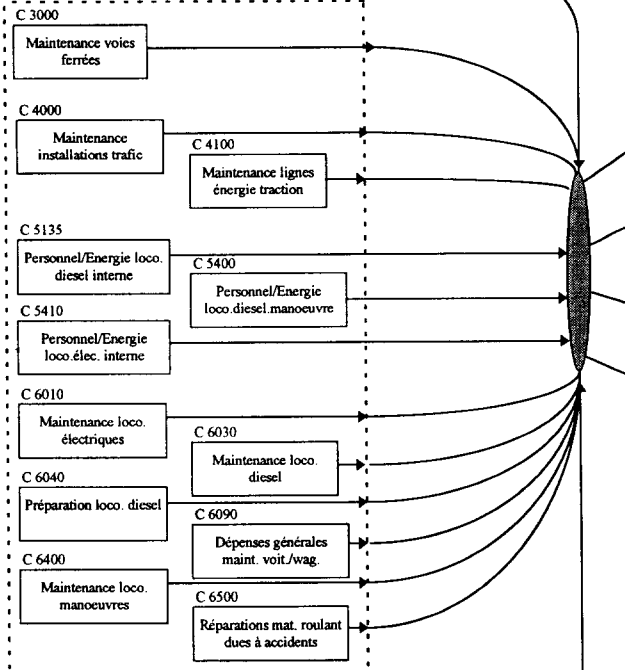 C 3000
Maintenance voies
ferrées
C 4000
Maintenance
installations trafic
C 4100
Maintenance lignes
énergie traction
C 5135
Personnel/Energie loco.
diesel interne
C 5400
Personnel/Energie
loco.diesel.manoeuvre
C 5410
Personnel/Energie
loco.élec. interne
C 6010
Maintenance loco.
électriques
C 6030
Maintenance loco.
diesel
C 6040
Préparation loco. diesel
C 6090
Dépenses générales
maint. voit./wag.
C 6400
Maintenance loco.
manoeuvres
C 6500
Réparations mat. roulant
dues à accidents